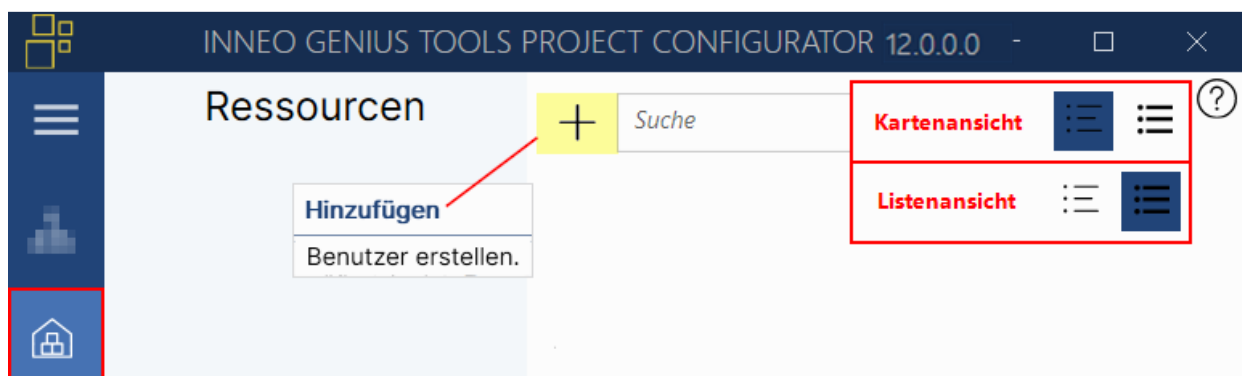 INNEO GENIUS TOOLS PROJECT CONFIGURATOR 12.0.0.0
Ressourcen
Suche
Kartenansicht
?
Hinzufügen
Listenansicht
Benutzer erstellen.